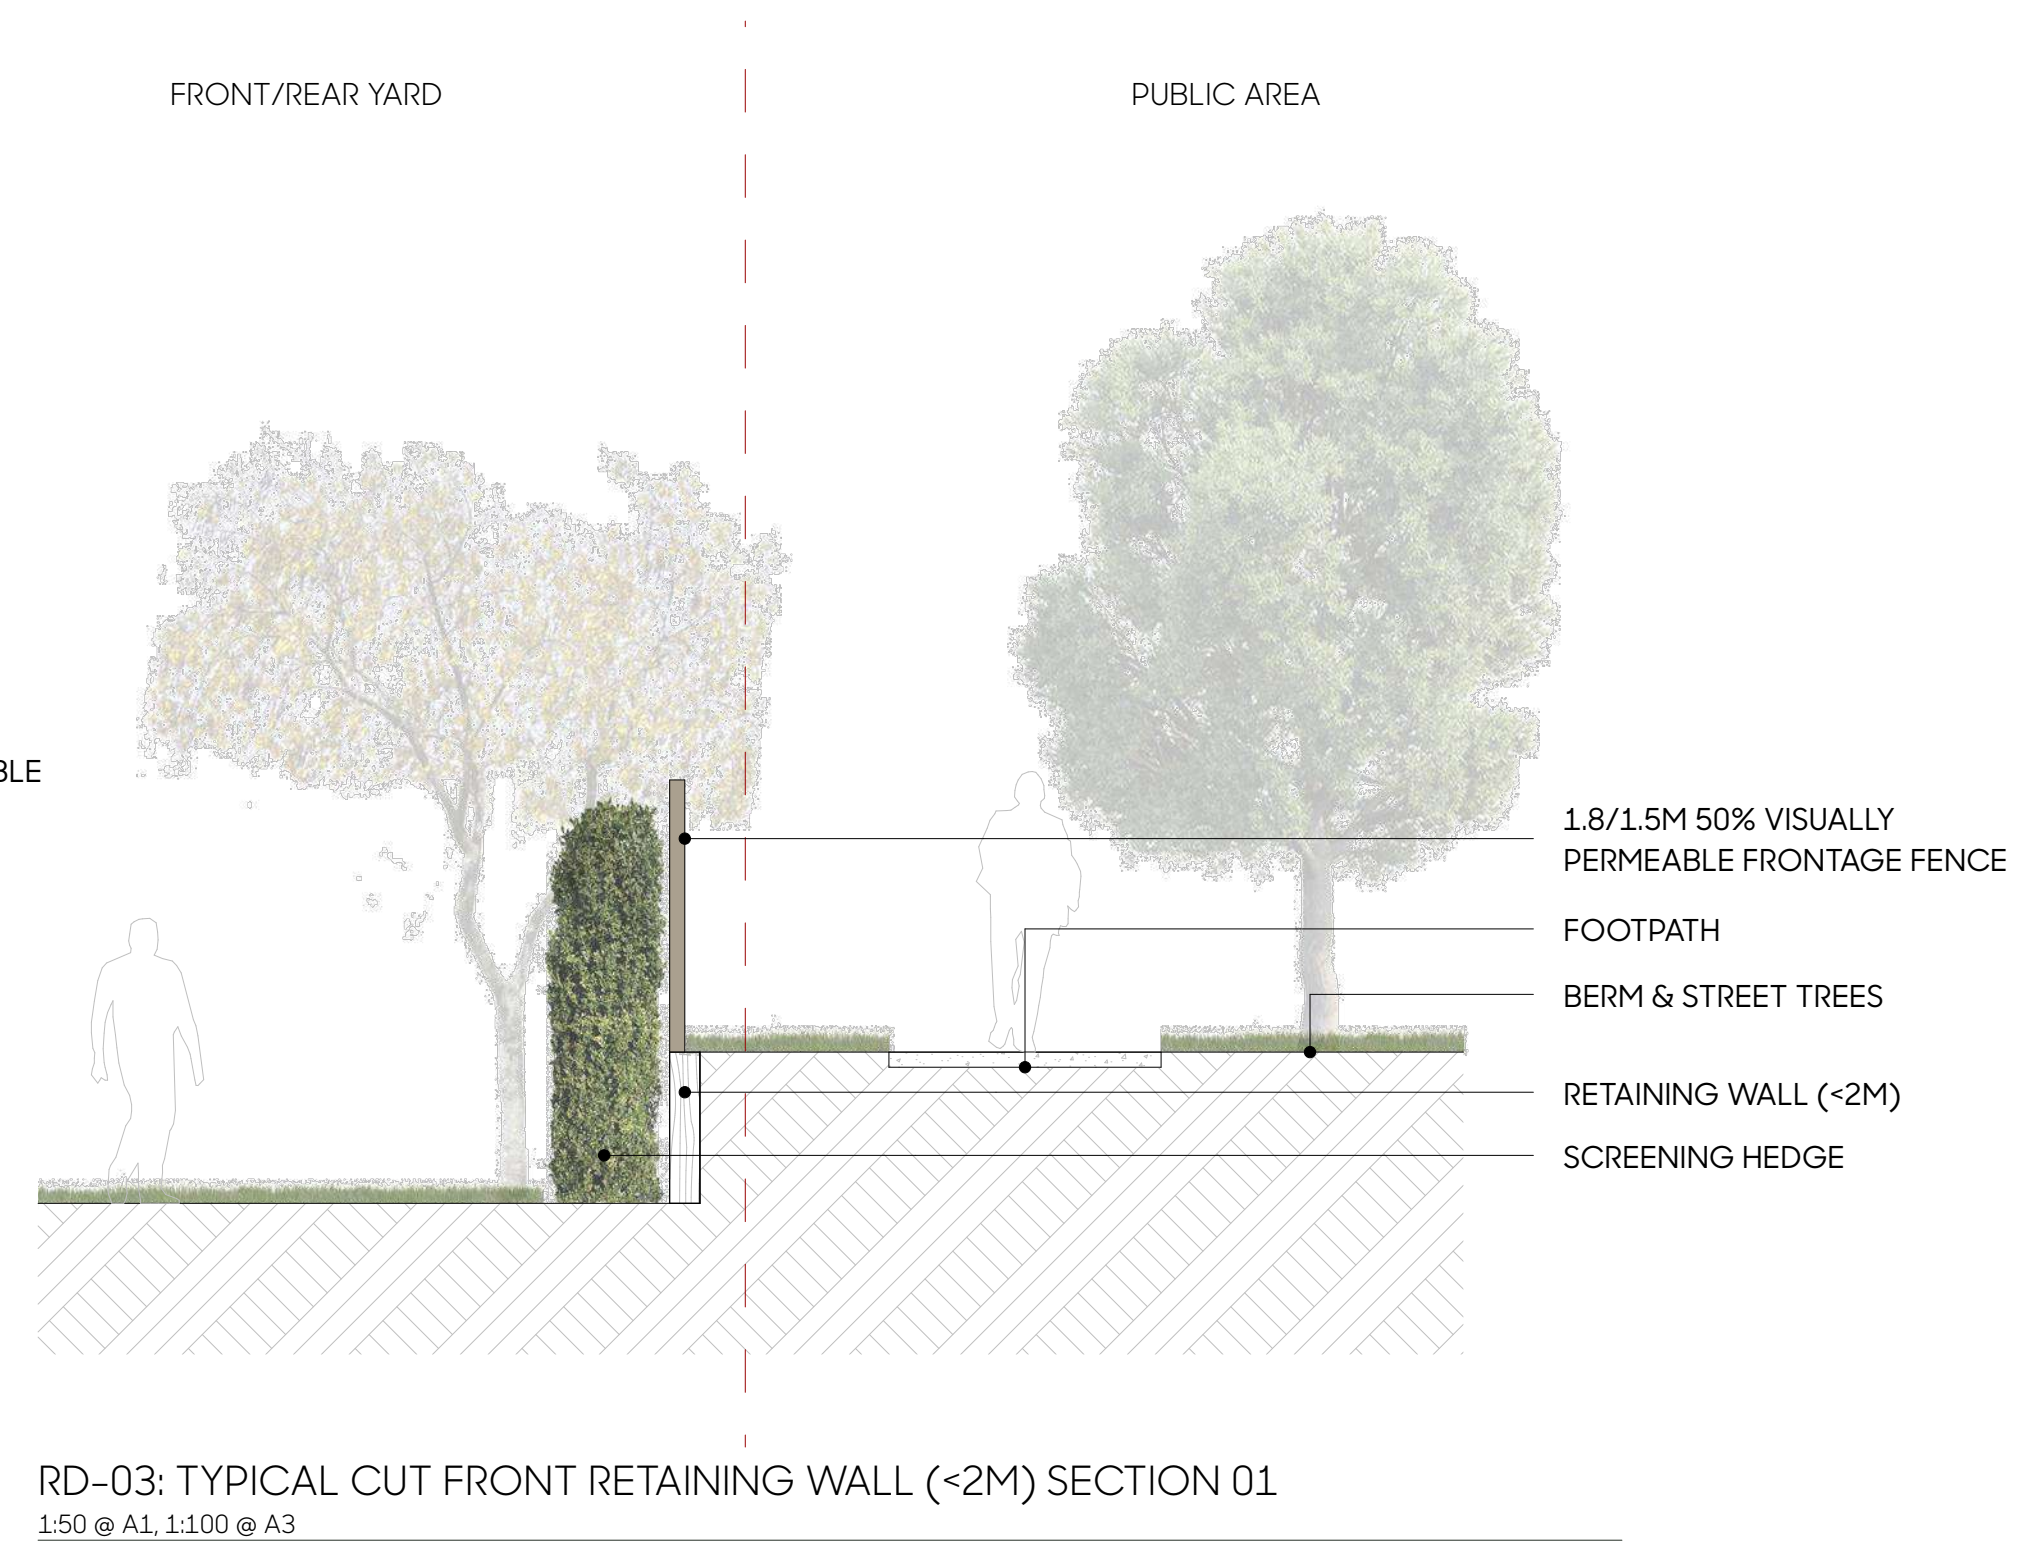 FRONT/REAR YARD
PUBLIC AREA
BLE
1.8/1.5M 50% VISUALLY
PERMEABLE FRONTAGE FENCE
FOOTPATH
BERM & STREET TREES
RETAINING WALL (<2M)
SCREENING HEDGE
RD-03: TYPICAL CUT FRONT RETAINING WALL (<2M) SECTION 01
1:50 @ A1, 1:100 @ A3